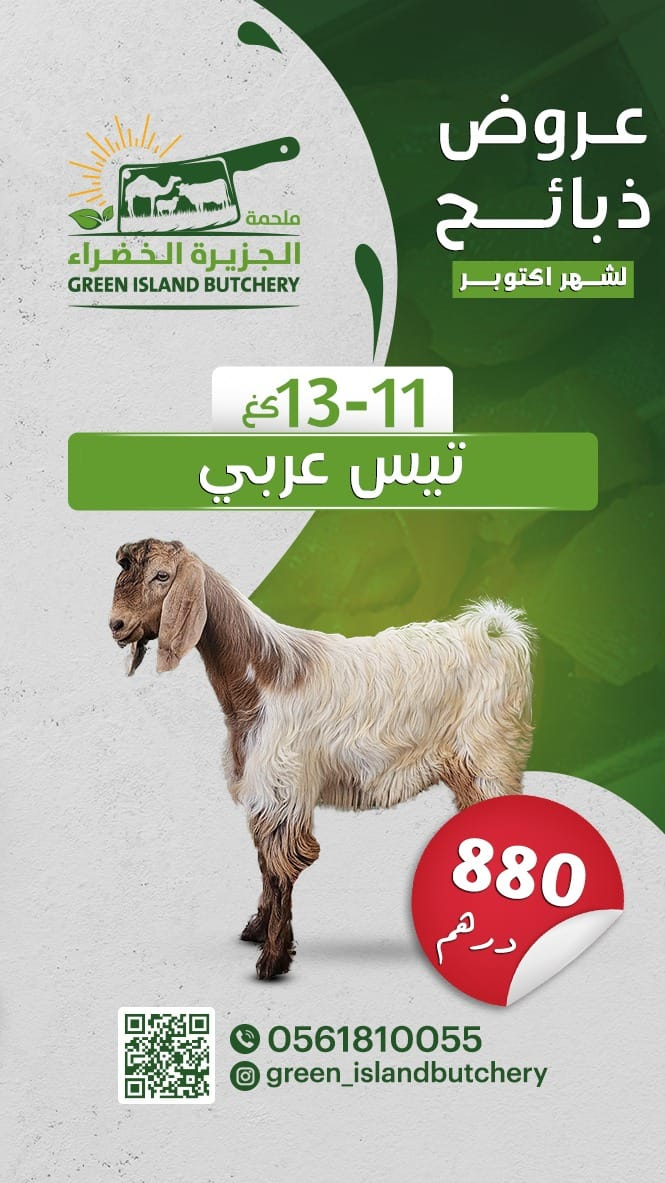 عروض
ذبائح
لشهر اكتوبر
ملحمة
الجزيرة الخضراء
GREEN ISLAND BUTCHERY
11-13كغ
تيس عربي
880
درهم
0561810055
green_islandbutchery